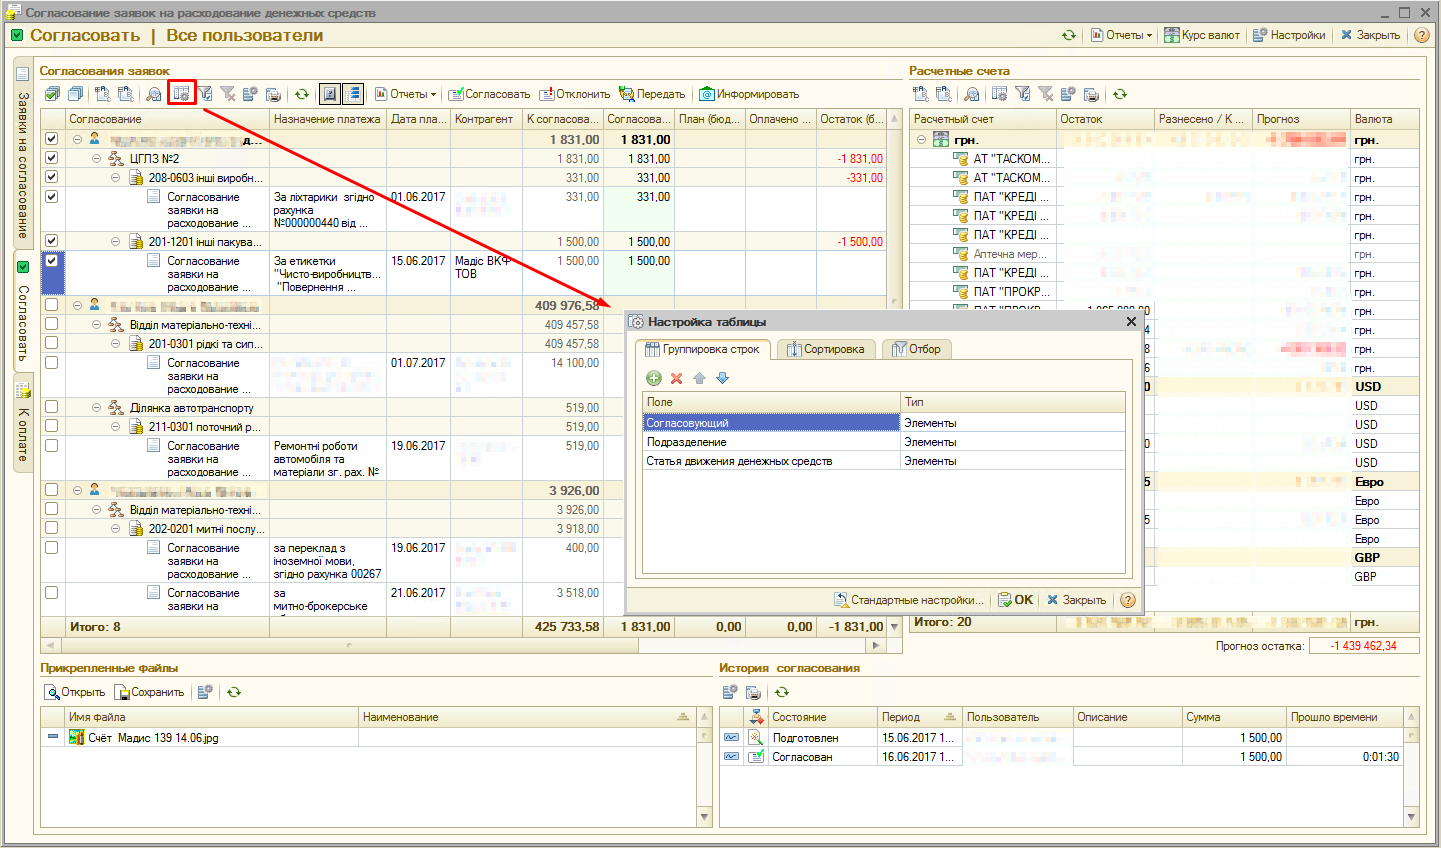 Согласование заявок на расходование денежных средств
Согласовать | Все пользователи
Отчеты
Курс валют
Настройки
Закрыть
Заявки на согласование
Согласовать
К оплате
Согласования заявок
Отчеты
Согласовать
Отклонить
Передать
Информировать
Согласование Назначение платежа Дата пла... Контрагент К согласова... Согласова... План (бюд... Оплачено ... Остаток (б...
д... 1 831,00 1 831,00
ЦГЛЗ №2 1 831,00 1 831,00 -1 831,00
208-0603 інші виробн... 331,00 331,00 -331,00
Согласование За ліхтарики згідно 01.06.2017 331,00 331,00
заявки на рахунка
расходование ... №000000440 від ...
201-1201 інші пакува... 1 500,00 1 500,00 -1 500,00
Согласование За етикетки 15.06.2017 Мадіс ВКФ 1 500,00 1 500,00
заявки на "Чисто-виробництв... ТОВ
расходование ... "Повернення ...
409 976,58
Відділ матеріально-техні... 409 457,58
201-0301 рідкі та сип... 409 457,58
Согласование 01.07.2017 14 100,00
заявки на
расходование ...
Ділянка автотранспорту 519,00
211-0301 поточний р... 519,00
Согласование Ремонтні роботи 19.06.2017 519,00
заявки на автомобіля та
расходование ... матеріали зг. рах. №
3 926,00
Відділ матеріально-техні... 3 926,00
202-0201 митні послу... 3 918,00
Согласование за переклад з 19.06.2017 400,00
заявки на іноземної мови,
расходование ... згідно рахунка 00267
Согласование за 21.06.2017 3 518,00
заявки на митно-брокерське
Итого: 8 425 733,58 1 831,00 0,00 0,00 -1 831,00
Расчетные счета
Расчетный счет Остаток Разнесено / К ... Прогноз Валюта
грн. грн.
АТ "ТАСКОМ... грн.
АТ "ТАСКОМ... грн.
ПАТ "КРЕДІ ... грн.
ПАТ "КРЕДІ ... грн.
ПАТ "КРЕДІ ... грн.
Аптечна мер... грн.
ПАТ "КРЕДІ ... грн.
ПАТ "ПРОКР... грн.
грн.
4 грн.
8 грн.
6 грн.
0 USD
USD
USD
0 USD
USD
5 Евро
Евро
5 Евро
Евро
GBP
GBP
Итого: 20 грн.
Прогноз остатка: -1 439 462,34
Настройка таблицы
Группировка строк
Сортировка
Отбор
Поле Тип
Согласовующий Элементы
Подразделение Элементы
Статья движения денежных средств Элементы
Стандартные настройки...
OK
Закрыть
Прикрепленные файлы
Открыть
Сохранить
Имя файла Наименование
Счёт Мадис 139 14.06.jpg
История согласования
Состояние Период Пользователь Описание Сумма Прошло времени
Подготовлен 15.06.2017 1... 1 500,00
Согласован 16.06.2017 1... 1 500,00 0:01:30